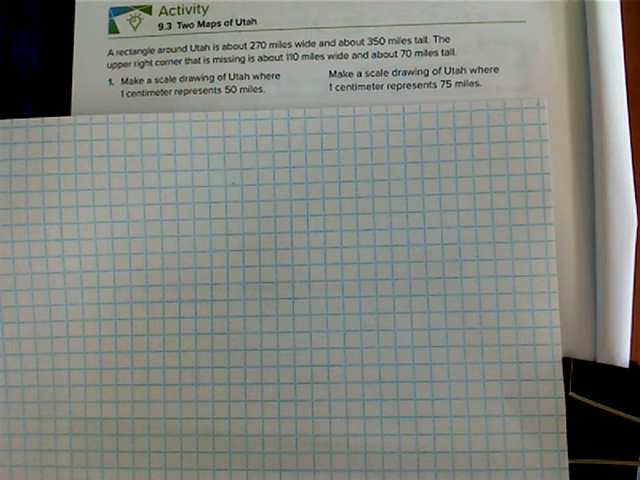 Activity
9.3 Two Maps of Utah
A rectangle around Utah is about 270 miles wide and about 350 miles tall. The
upper right corner that is missing is about 110 miles wide and about 70 miles tall.
1. Make a scale drawing of Utah where
1 centimeter represents 50 miles.
Make a scale drawing of Utah where
1 centimeter represents 75 miles.